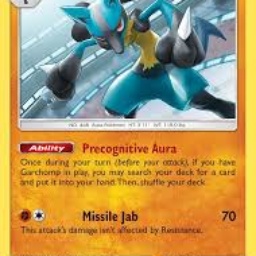 Ability Precognitive Aura
Once during your turn (before your attack), if you have
Garchomp in play, you may search your deck for a card
and put it into your hand. Then, shuffle your deck.
Missile Jab 70
This attack's damage isn't affected by Resistance.